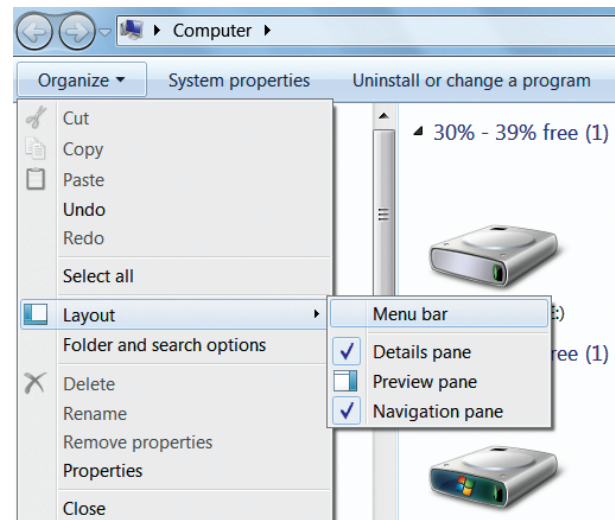 Computer
Organize System properties Uninstall or change a program
Cut
Copy
Paste
Undo
Redo
Select all
Layout
Folder and search options
Delete
Rename
Remove properties
Properties
Close
Menu bar
Details pane
Preview pane
Navigation pane
30% - 39% free (1)
:)
ree (1)